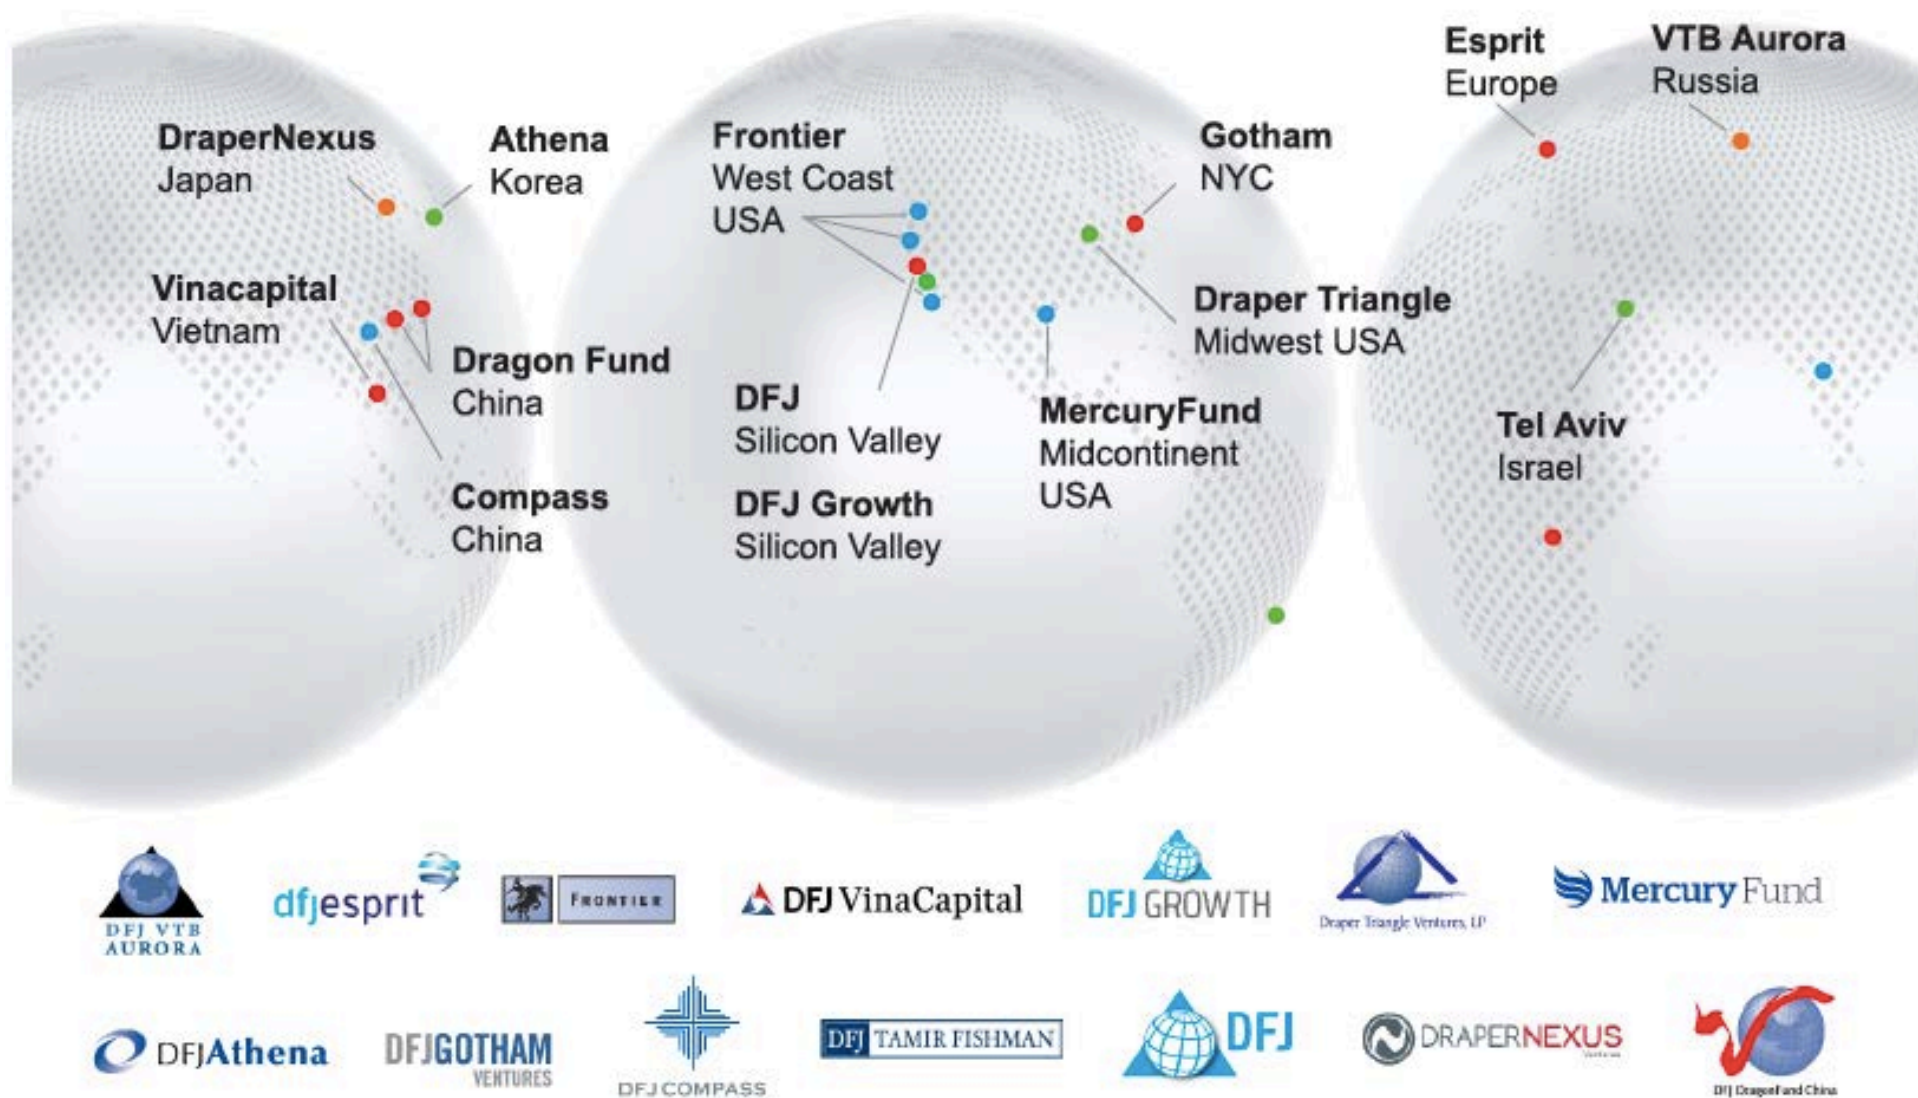 DraperNexus
Japan
Athena
Korea
Vinacapital
Vietnam
Dragon Fund
China
Compass
China
Frontier
West Coast
USA
DFJ
Silicon Valley
DFJ Growth
Silicon Valley
Gotham
NYC
Draper Triangle
Midwest USA
MercuryFund
Midcontinent
USA
Esprit
Europe
VTB Aurora
Russia
Tel Aviv
Israel
DFJ VTB
AURORA
dfjesprit
FRONTIER
DFJ VinaCapital
DFJ GROWTH
Draper Triangle Ventures, LP
Mercury Fund
DFJAthena
DFJGOTHAM
VENTURES
DFJ COMPASS
DFJ TAMIR FISHMAN
DFJ
DRAPERNEXUS
Ventures
DFJ DragonFund China